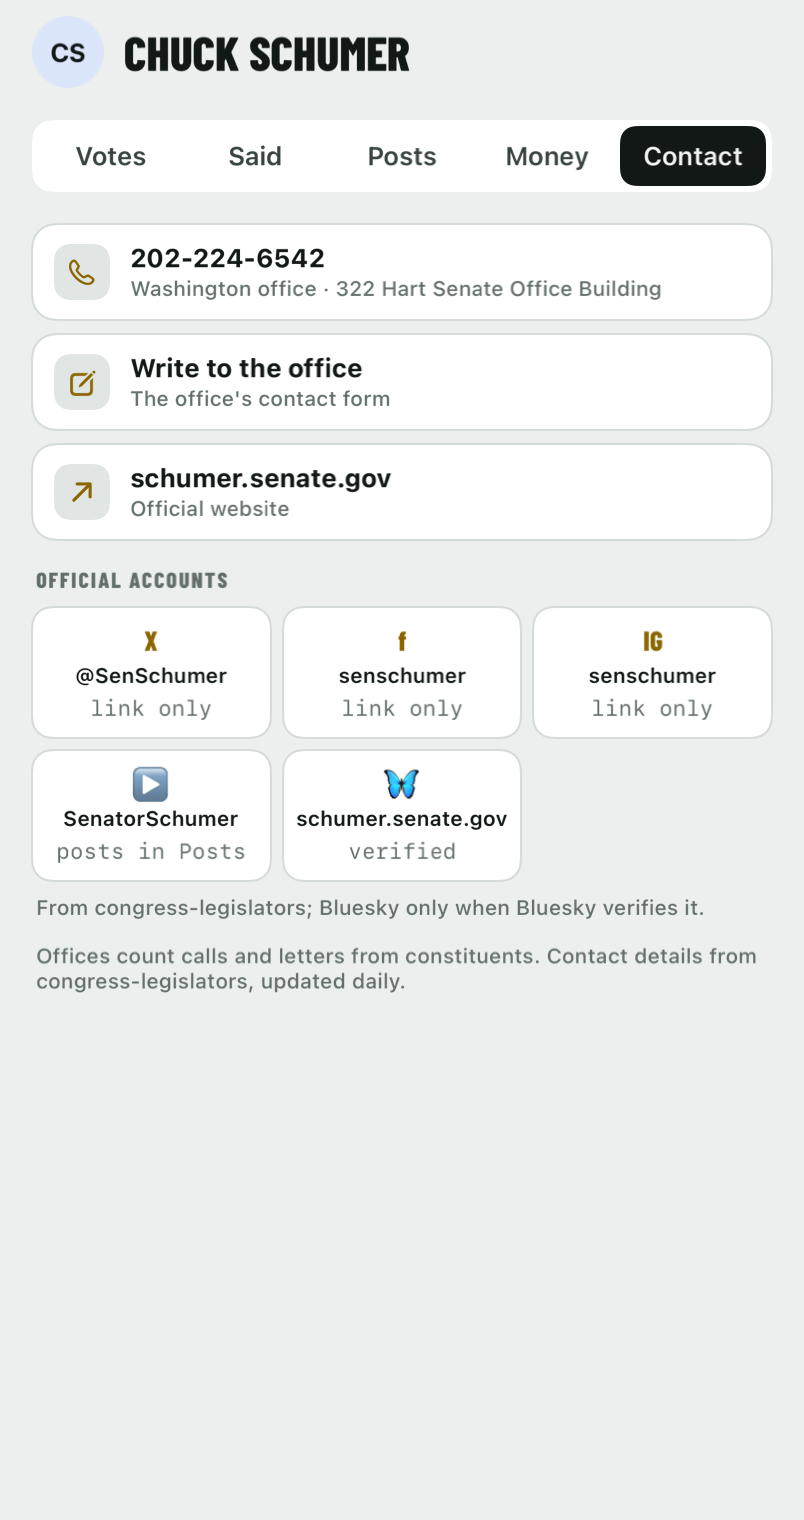 CS
CHUCK SCHUMER
Votes Said Posts Money Contact
202-224-6542
Washington office · 322 Hart Senate Office Building
Write to the office
The office's contact form
schumer.senate.gov
Official website
OFFICIAL ACCOUNTS
X f IG
@SenSchumer senschumer senschumer
link only link only link only
SenatorSchumer schumer.senate.gov
posts in Posts verified
From congress-legislators; Bluesky only when Bluesky verifies it.
Offices count calls and letters from constituents. Contact details from
congress-legislators, updated daily.